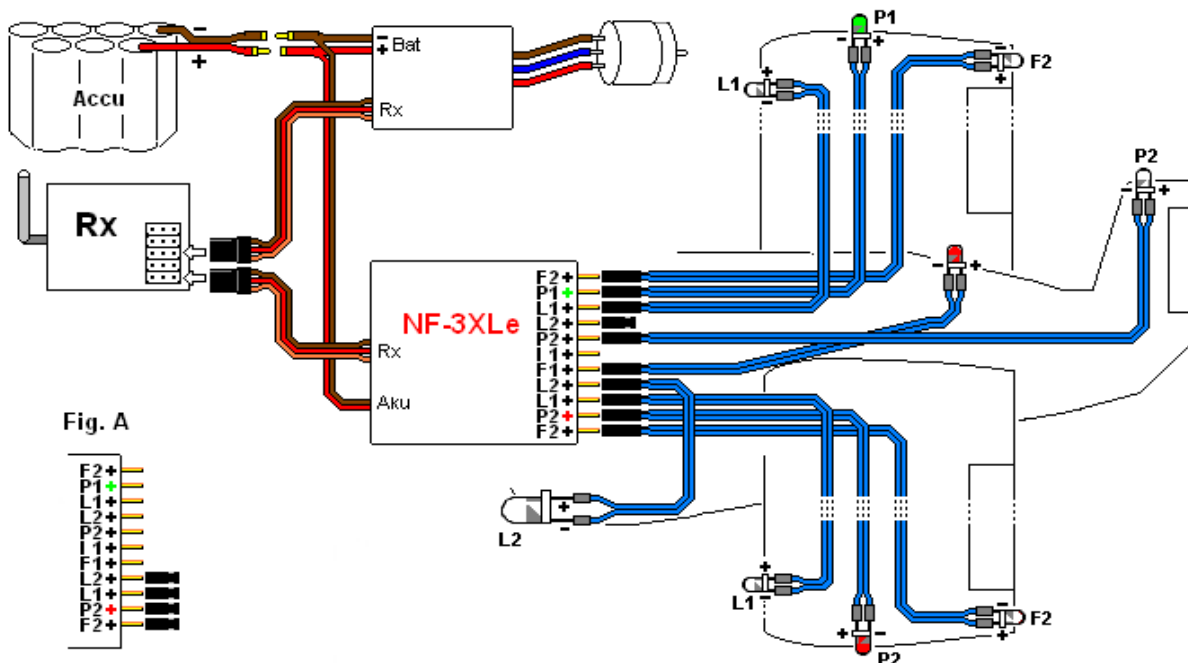 P1
- +
-
+
- Bat
+
F2
+
L1
+
-
Accu
Rx
P2
- +
Rx
- +
F2 +
P1 +
L1 +
NF-3XLe
L2 +
P2 +
Rx
I1 +
F1 +
L2 +
Aku
L1 +
P2 +
F2 +
Fig. A
F2 +
P1 +
L1 +
L2 +
P2 +
I1 +
F1 +
L2 +
L1 +
P2 +
F2 +
+
-
L2
+
L1
-
-
F2
+
+ -
P2